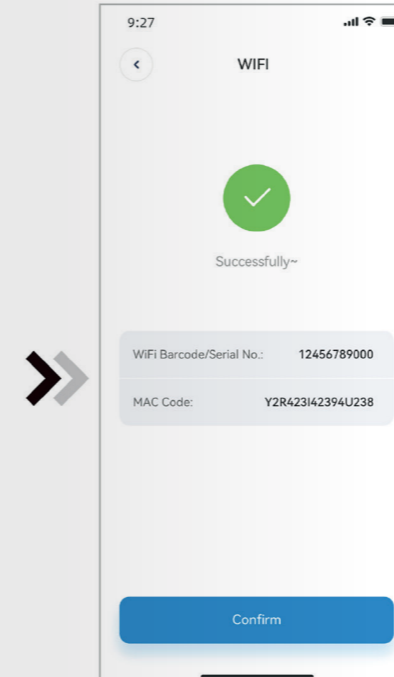 9:27
WIFI
Successfully~
WiFi Barcode/Serial No.: 12456789000
MAC Code: Y2R423I42394U238
Confirm